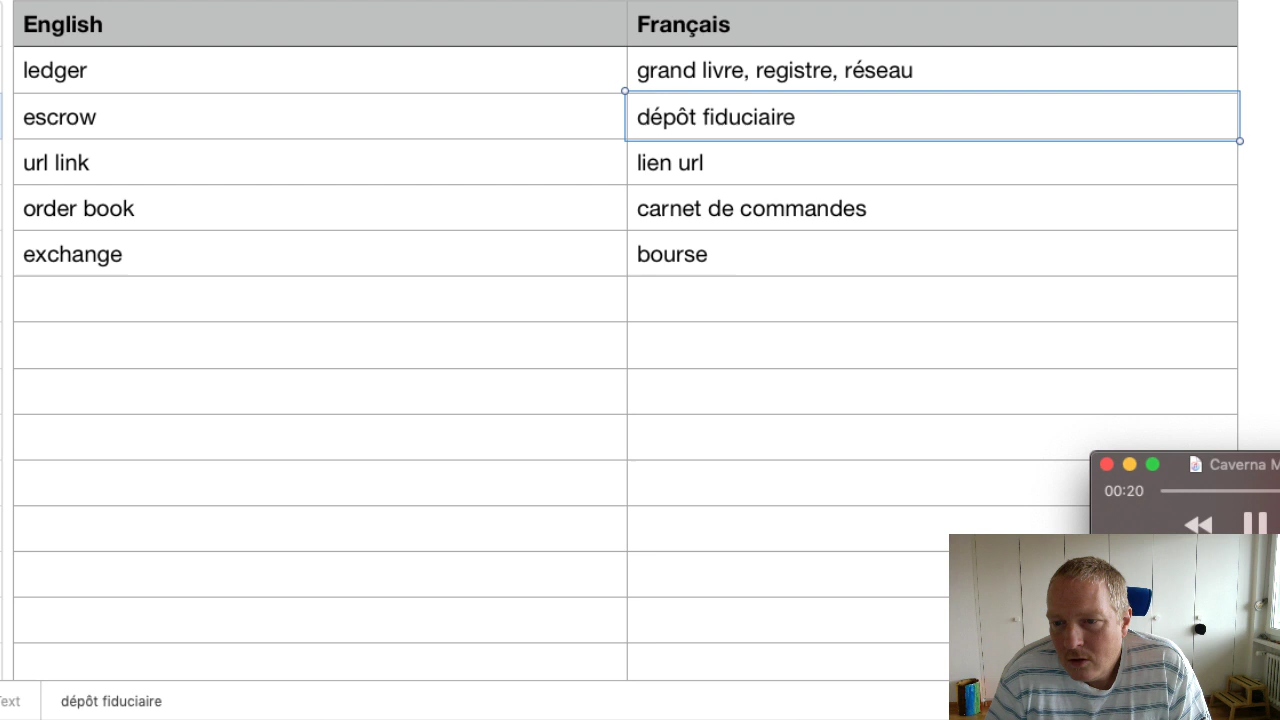 English Français
ledger grand livre, registre, réseau
escrow dépôt fiduciaire
url link lien url
order book carnet de commandes
exchange bourse
Caverna M
00:20
dépôt fiduciaire